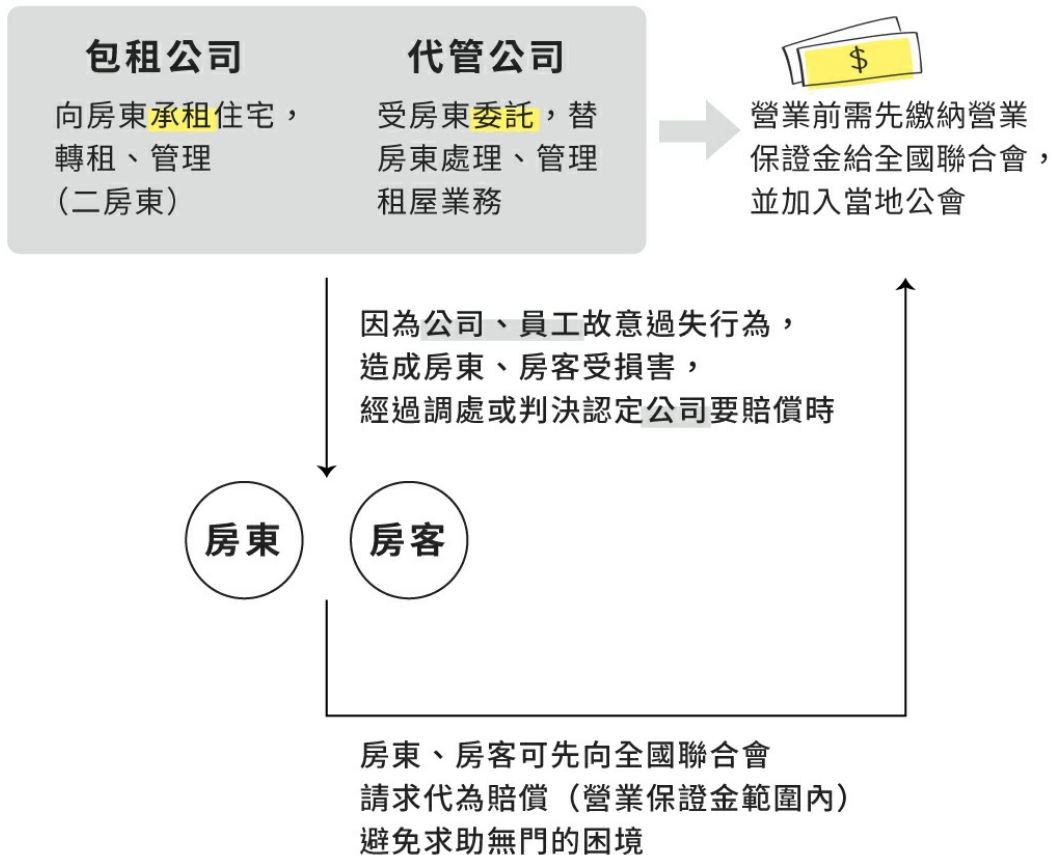 包租公司
向房東承租住宅，
轉租、管理
（二房東）
代管公司
受房東委託，替
房東處理、管理
租屋業務
$
營業前需先繳納營業
保證金給全國聯合會，
並加入當地公會
因為公司、員工故意過失行為，
造成房東、房客受損害，
經過調處或判決認定公司要賠償時
房東
房客
房東、房客可先向全國聯合會
請求代為賠償（營業保證金範圍內）
避免求助無門的困境